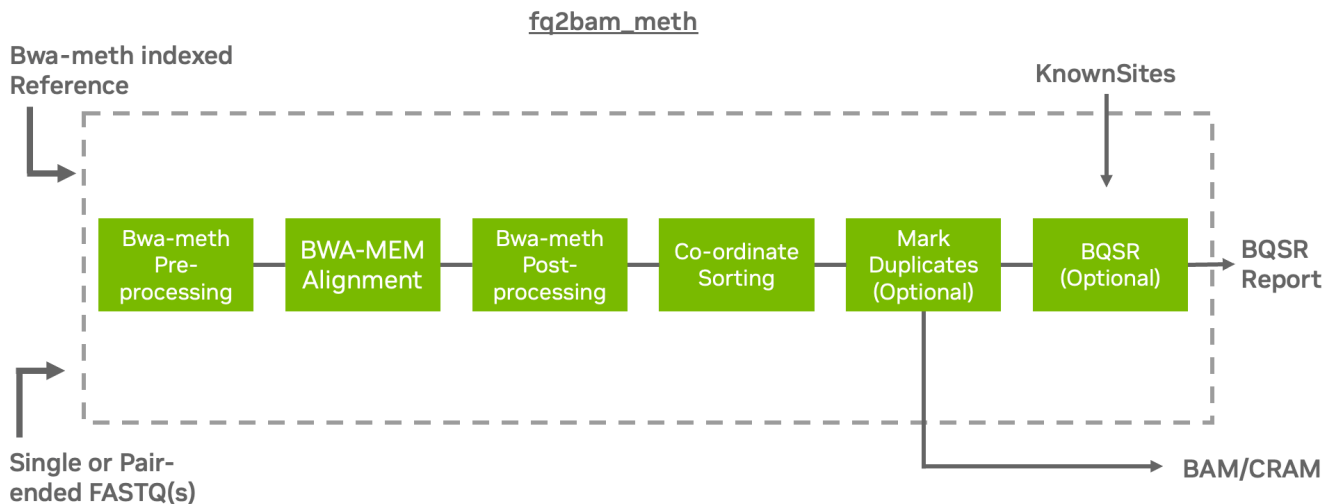 fq2bam_meth
Bwa-meth indexed
Reference
KnownSites
Bwa-meth
Pre-
processing
BWA-MEM
Alignment
Bwa-meth
Post-
processing
Co-ordinate
Sorting
Mark
Duplicates
(Optional)
BQSR
(Optional)
BQSR
Report
Single or Pair-
ended FASTQ(s)
BAM/CRAM